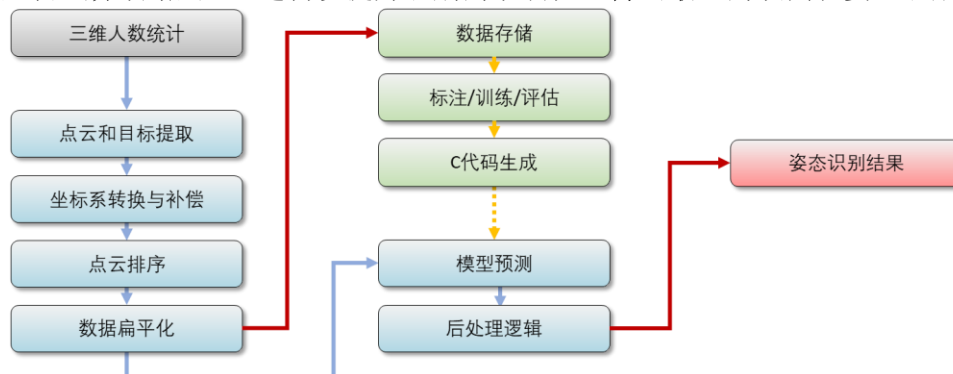 三维人数统计
点云和目标提取
坐标系转换与补偿
点云排序
数据扁平化
数据存储
标注/训练/评估
C代码生成
模型预测
后处理逻辑
姿态识别结果